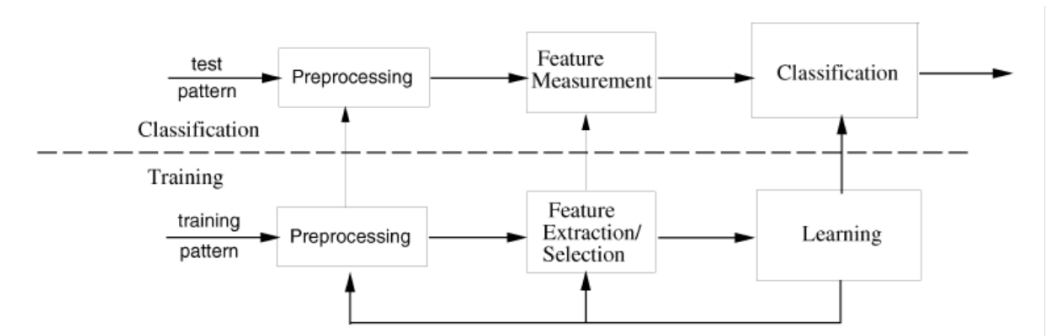 test
pattern
Preprocessing
Feature
Measurement
Classification
Classification
Training
training
pattern
Preprocessing
Feature
Extraction/
Selection
Learning